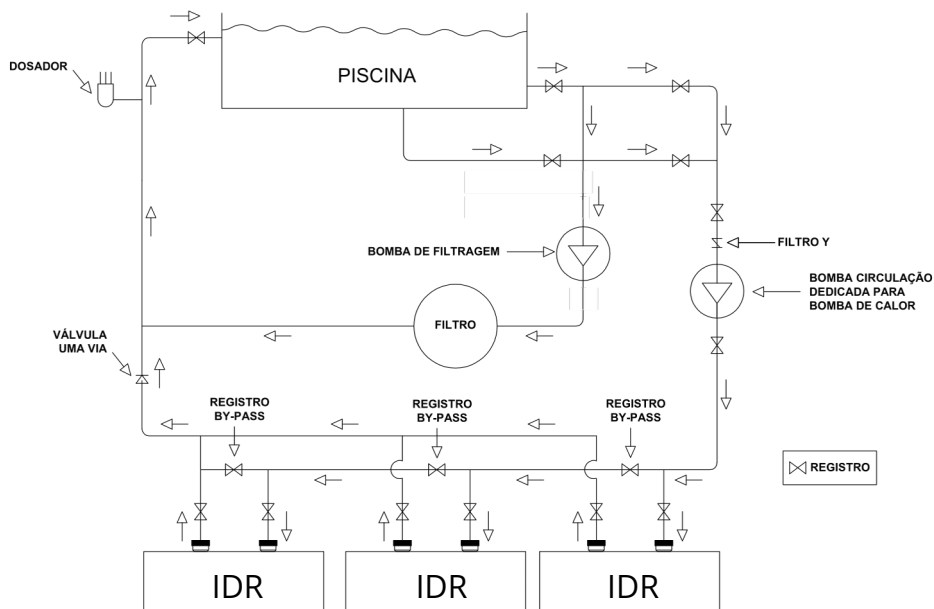 DOSADOR
PISCINA
BOMBA DE FILTRAGEM
FILTRO Y
BOMBA CIRCULAÇÃO
DEDICADA PARA
BOMBA DE CALOR
FILTRO
VÁLVULA
UMA VIA
REGISTRO
BY-PASS
REGISTRO
BY-PASS
REGISTRO
BY-PASS
REGISTRO
IDR
IDR
IDR